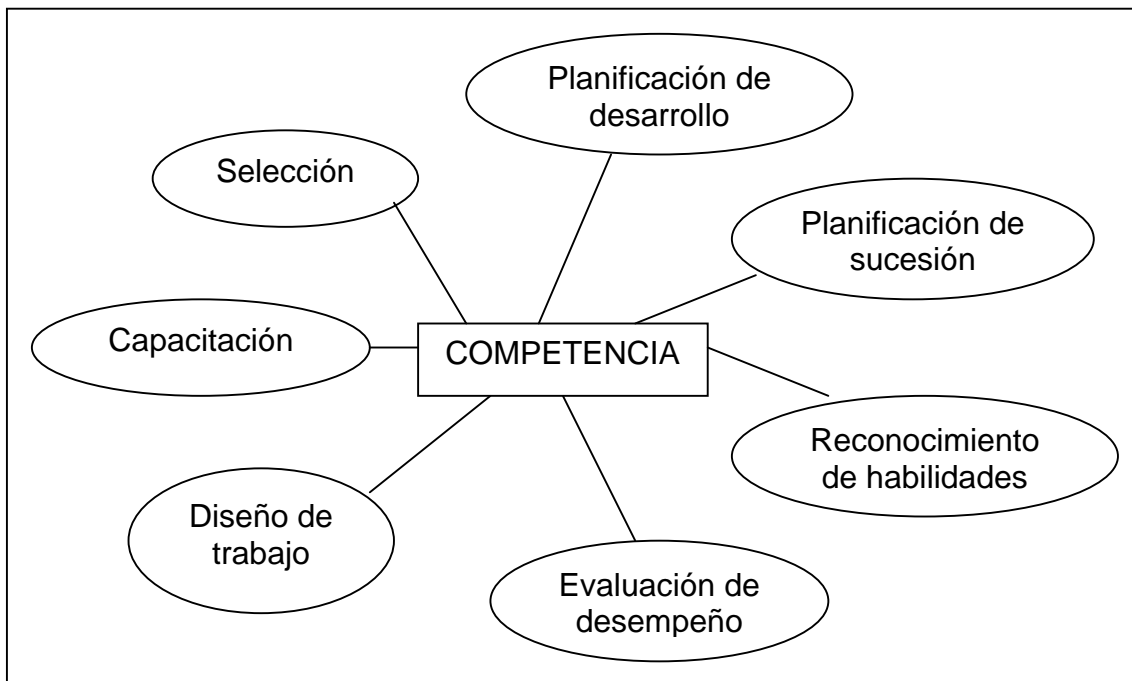 Planificación de
desarrollo
Selección
Planificación de
sucesión
Capacitación
COMPETENCIA
Reconocimiento
de habilidades
Diseño de
trabajo
Evaluación de
desempeño